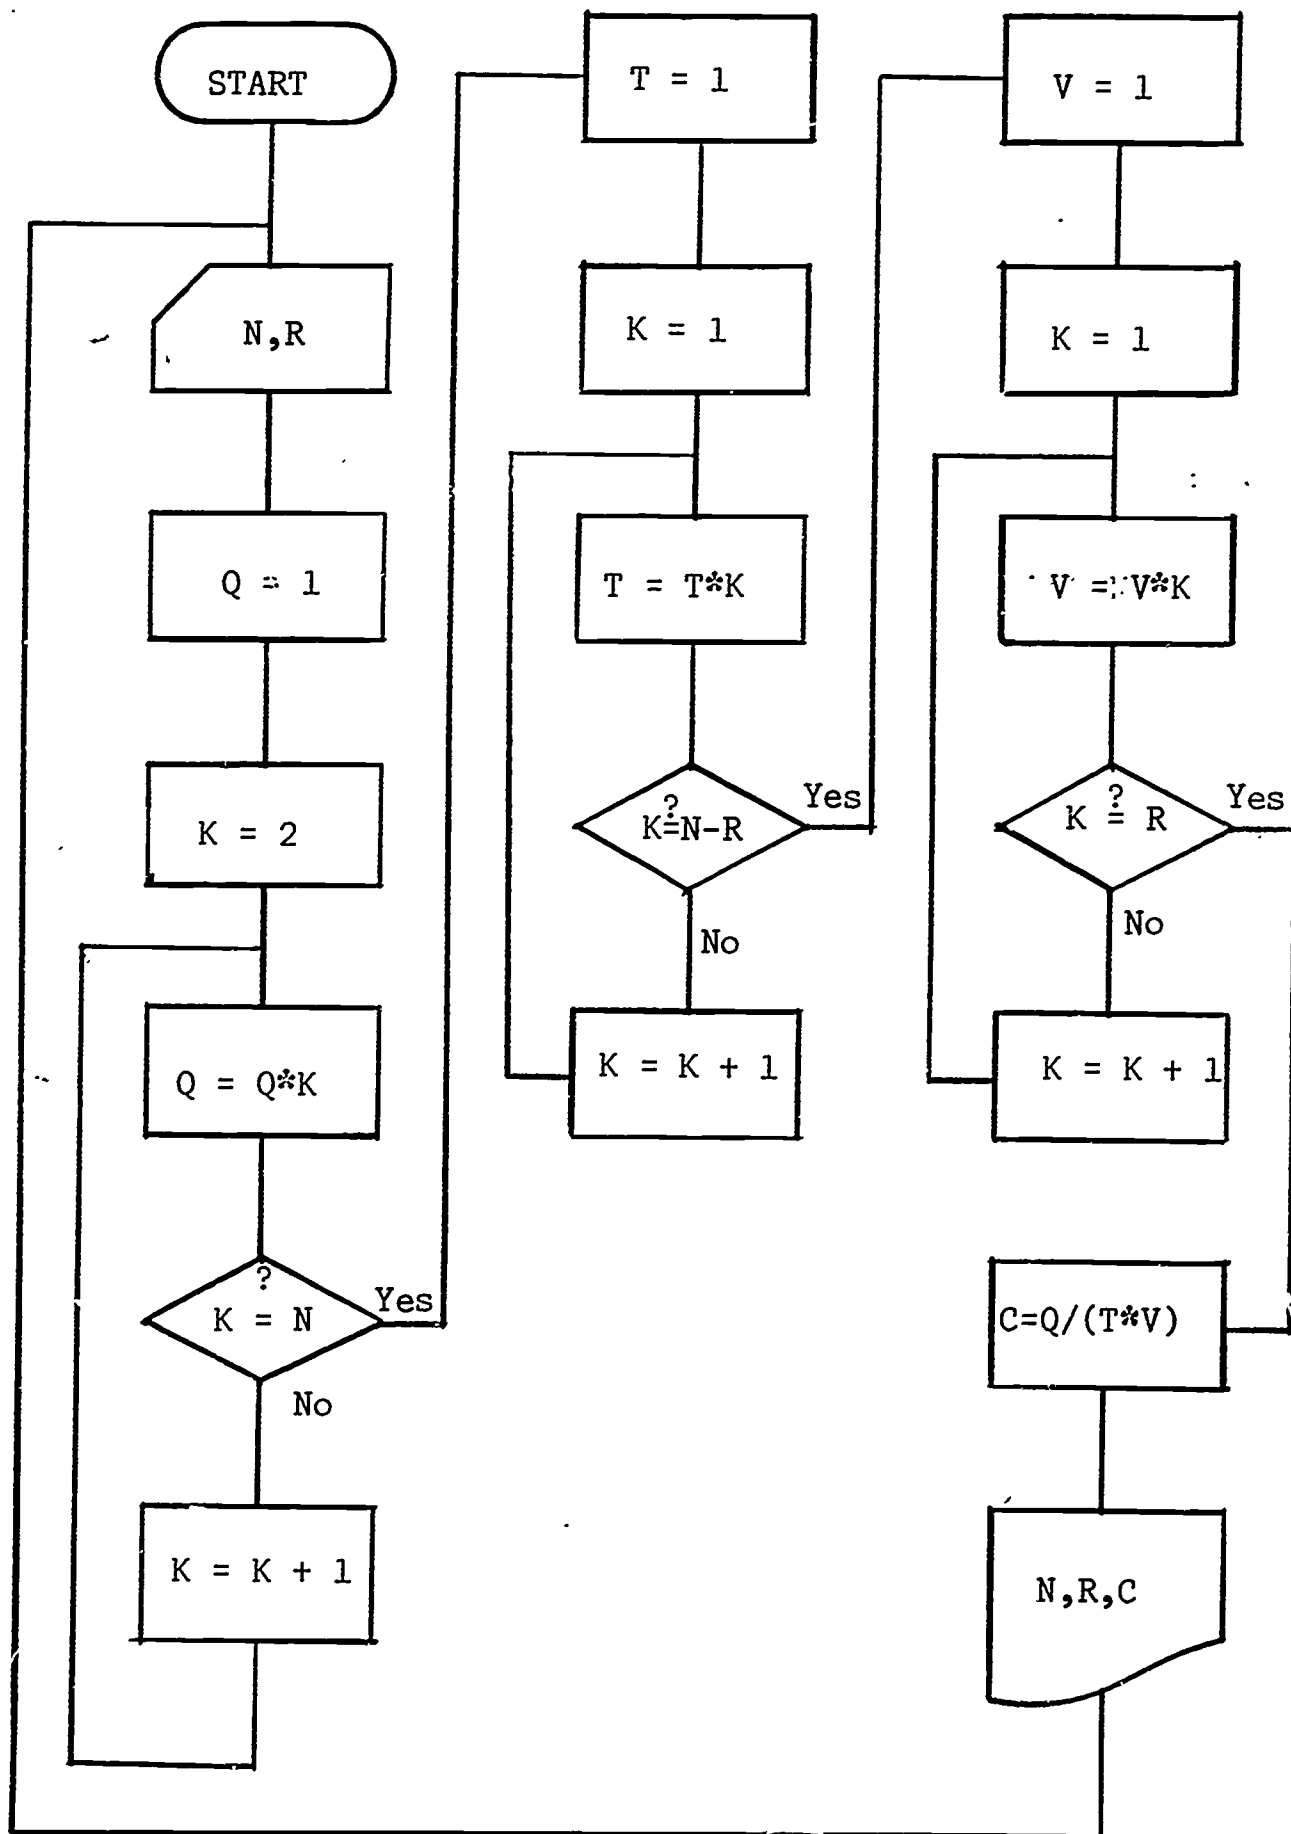 START
N,R
Q = 1
K = 2
Q = Q*K
?
K = N
Yes
No
K = K + 1
T = 1
K = 1
T = T*K
?
K=N-R
Yes
No
K = K + 1
V = 1
K = 1
V = V*K
?
K = R
Yes
No
K = K + 1
C=Q/(T*V)
N,R,C